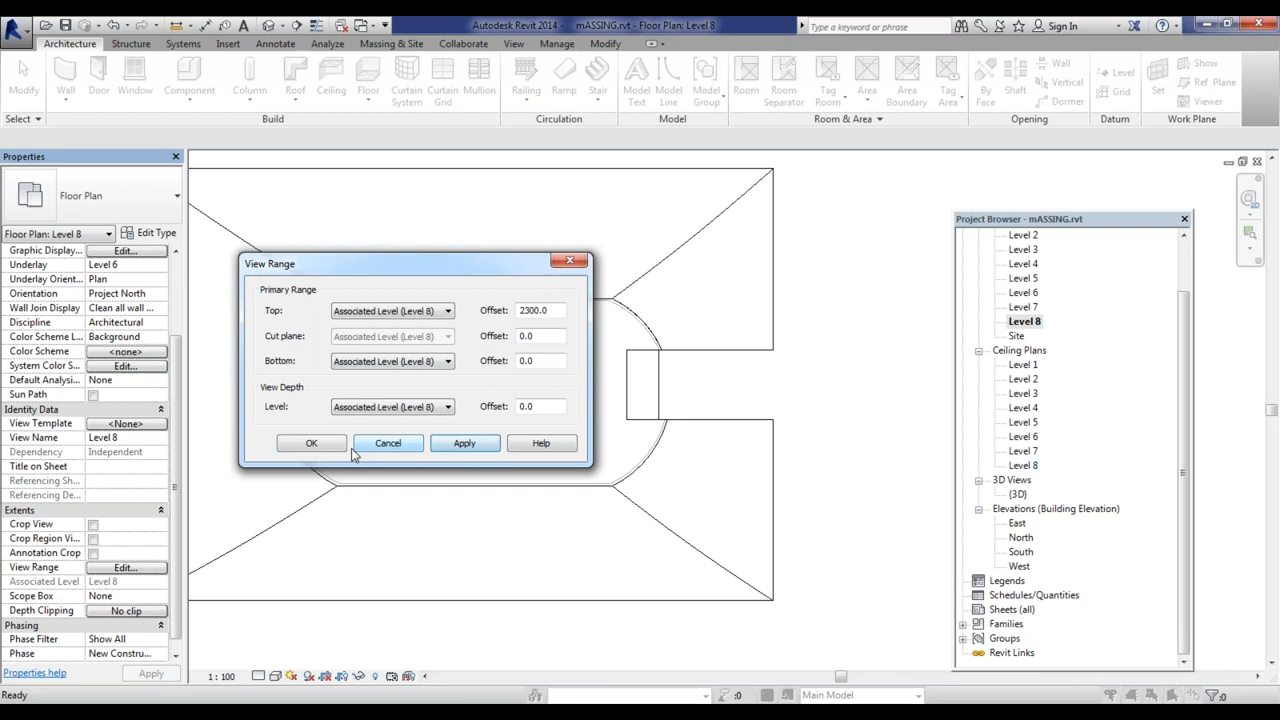 Autodesk Revit 2014 - mASSING.rvt - Floor Plan: Level 8
Type a keyword or phrase
Sign In
Architecture Structure Systems Insert Annotate Analyze Massing & Site Collaborate View Manage Modify
Modify Wall Door Window Component Column Roof Ceiling Floor Curtain System Curtain Grid Mullion Railing Ramp Stair Model Text Model Line Model Group Room Room Separator Tag Room Area Area Boundary Tag Area By Face Shaft Wall Vertical Dormer Level Grid Set Show Ref Plane Viewer
Select Build Circulation Model Room & Area Opening Datum Work Plane
Properties
Floor Plan
Floor Plan: Level 8 Edit Type
Graphic Display... Edit...
Underlay Level 6
Underlay Orient... Plan
Orientation Project North
Wall Join Display Clean all wall ...
Discipline Architectural
Color Scheme L... Background
Color Scheme <none>
System Color S... Edit...
Default Analysi... None
Sun Path
Identity Data
View Template <None>
View Name Level 8
Dependency Independent
Title on Sheet
Referencing Sh...
Referencing De...
Extents
Crop View
Crop Region Vi...
Annotation Crop
View Range Edit...
Associated Level Level 8
Scope Box None
Depth Clipping No clip
Phasing
Phase Filter Show All
Phase New Constru...
Properties help Apply
View Range
Primary Range
Top: Associated Level (Level 8) Offset: 2300.0
Cut plane: Associated Level (Level 8) Offset: 0.0
Bottom: Associated Level (Level 8) Offset: 0.0
View Depth
Level: Associated Level (Level 8) Offset: 0.0
OK Cancel Apply Help
Project Browser - mASSING.rvt
Level 2
Level 3
Level 4
Level 5
Level 6
Level 7
Level 8
Site
Ceiling Plans
Level 1
Level 2
Level 3
Level 4
Level 5
Level 6
Level 7
Level 8
3D Views
{3D}
Elevations (Building Elevation)
East
North
South
West
Legends
Schedules/Quantities
Sheets (all)
Families
Groups
Revit Links
1 : 100
Ready :0 Main Model :0